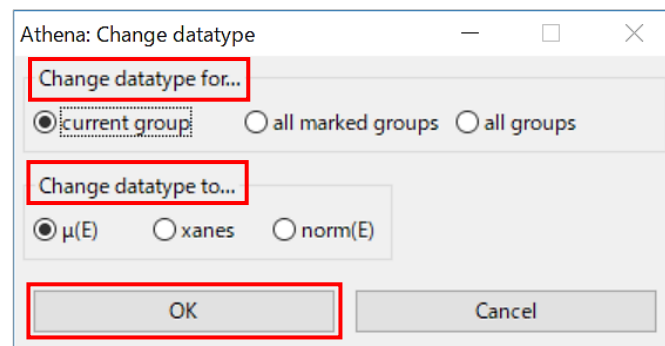 Athena: Change datatype
Change datatype for...
current group all marked groups all groups
Change datatype to...
μ(E) xanes norm(E)
OK Cancel